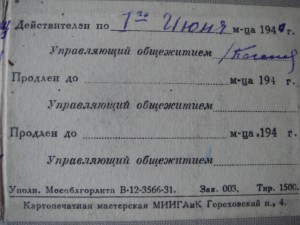 Действителен по 1го Июня м-ца 194
Управляющий общежитием
Продлен до м-ца 194 г.
Управляющий общежитием
Продлен до м-ца 194 г.
Управляющий общежитием
Уполн. Мособлгорлита В-12-3566-31. Зак. 003. Тир. 1500.
Картопечатная мастерская МИИГАиК Гороховский п., 4.